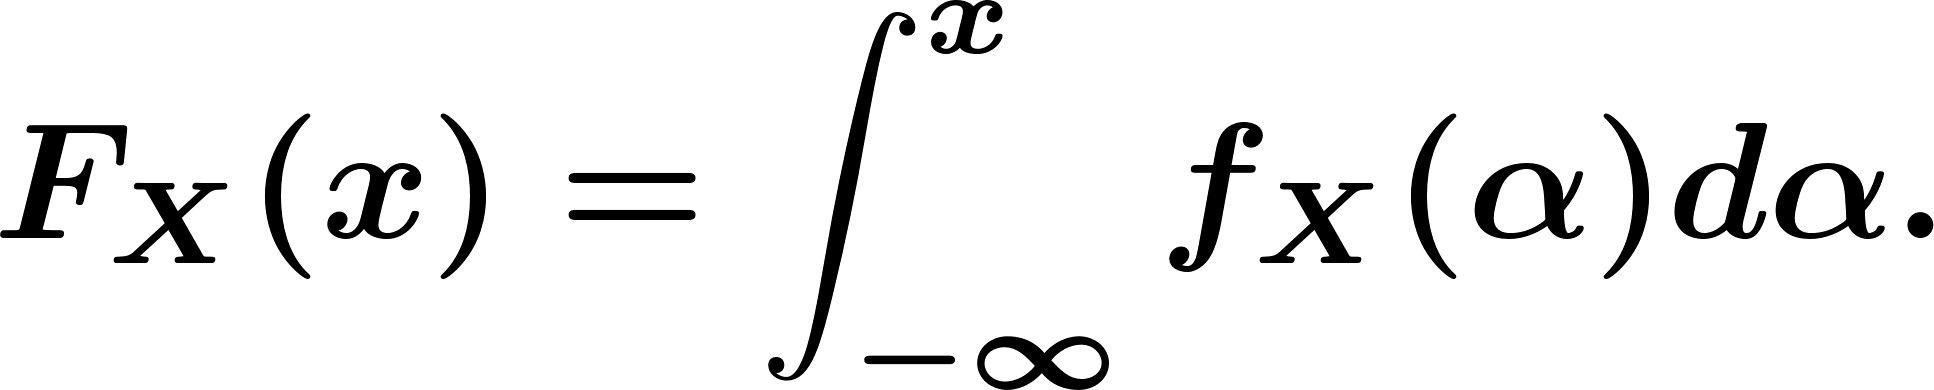 F_X(x) = ∫_{-∞}^{x} f_X(α)dα.